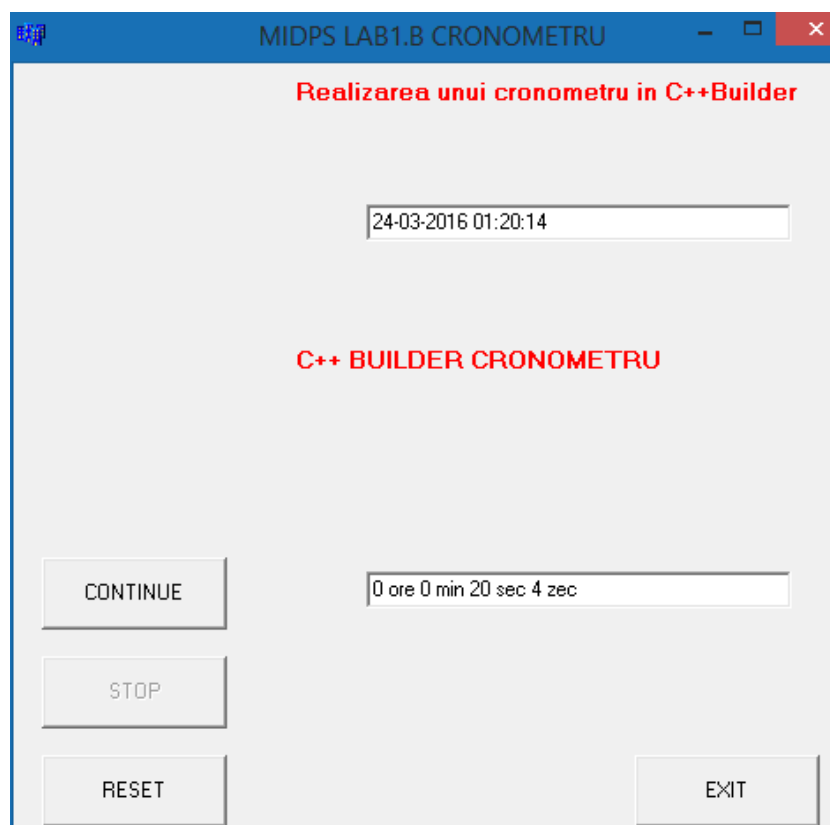 MIDPS LAB1.B CRONOMETRU
Realizarea unui cronometru in C++Builder
24-03-2016 01:20:14
C++ BUILDER CRONOMETRU
CONTINUE
0 ore 0 min 20 sec 4 zec
STOP
RESET
EXIT